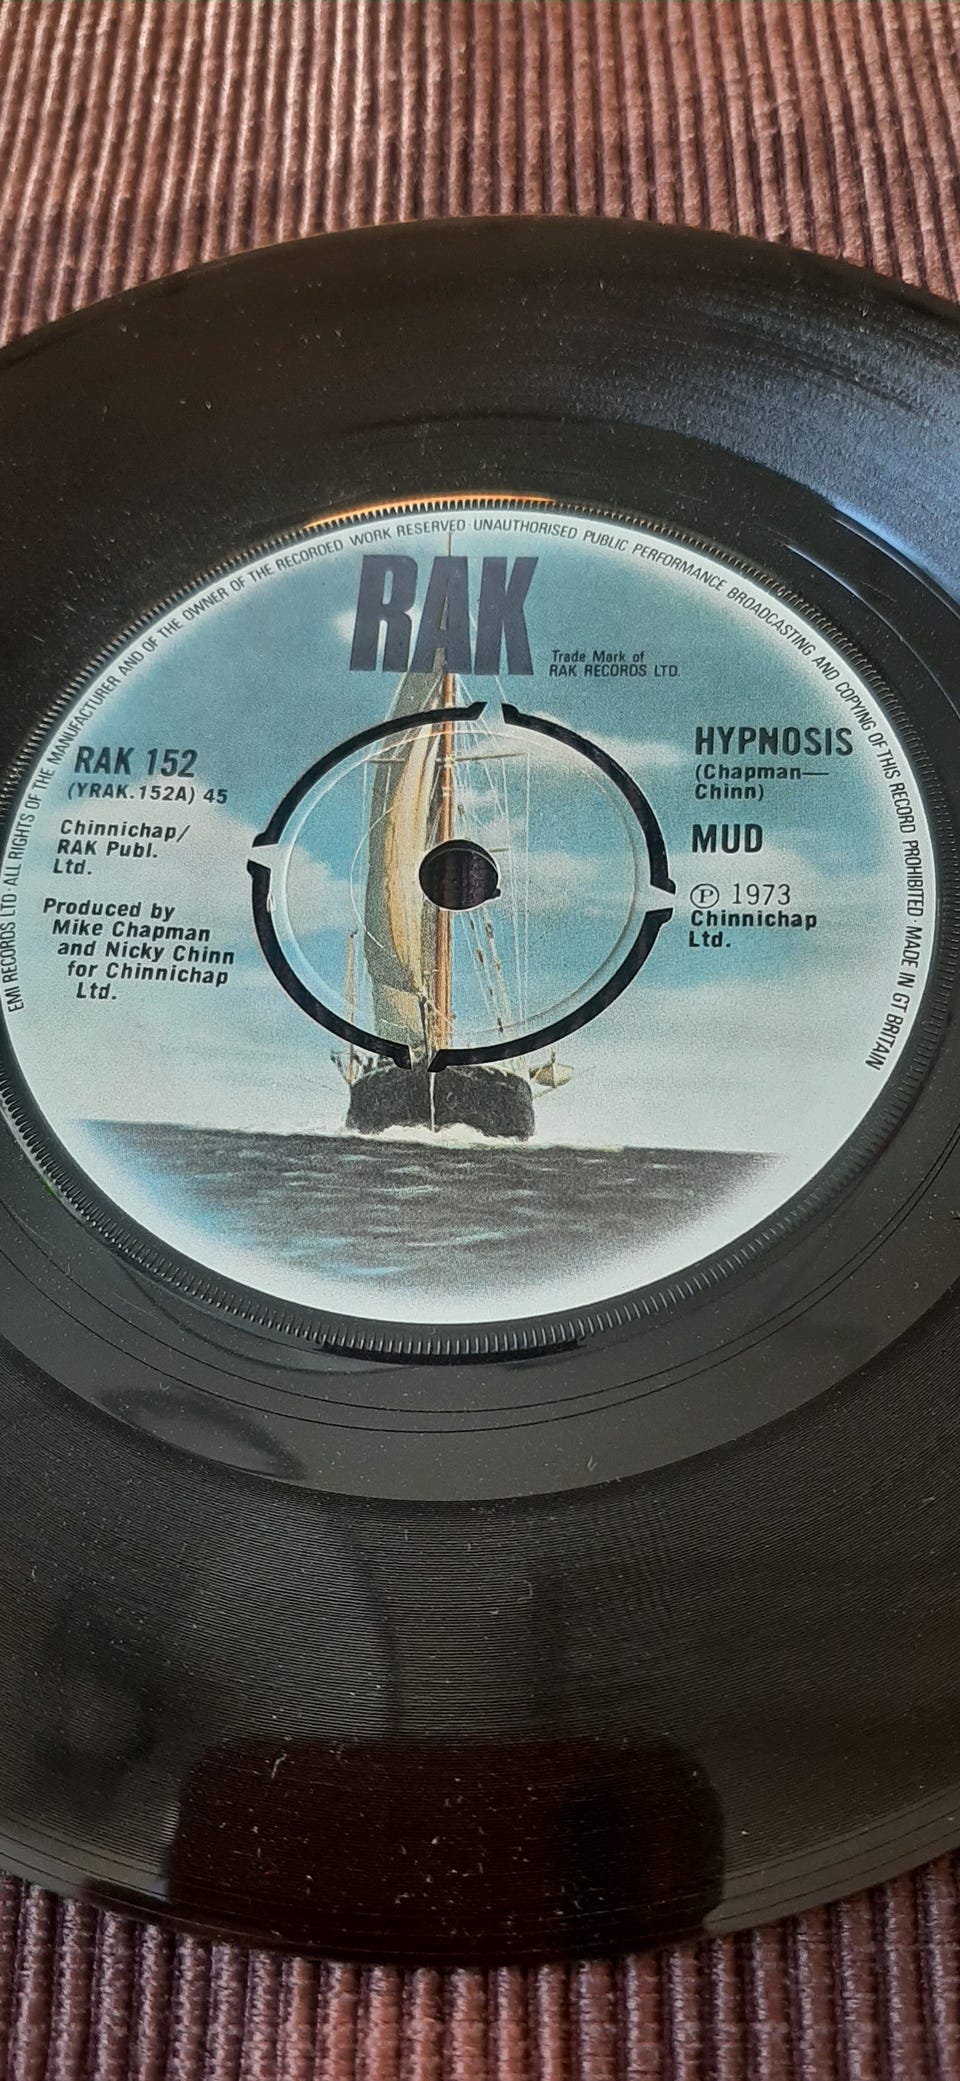 EMI RECORDS LTD · ALL RIGHTS OF THE MANUFACTURER AND OF THE OWNER OF THE RECORDED WORK RESERVED UNAUTHORISED PUBLIC PERFORMANCE BROADCASTING AND COPYING OF THIS RECORD PROHIBITED · MADE IN GT BRITAIN
RAK
Trade Mark of
RAK RECORDS LTD.
RAK 152
(YRAK.152A) 45
Chinnichap/
RAK Publ.
Ltd.
Produced by
Mike Chapman
and Nicky Chinn
for Chinnichap
Ltd.
HYPNOSIS
(Chapman—
Chinn)
MUD
℗ 1973
Chinnichap
Ltd.